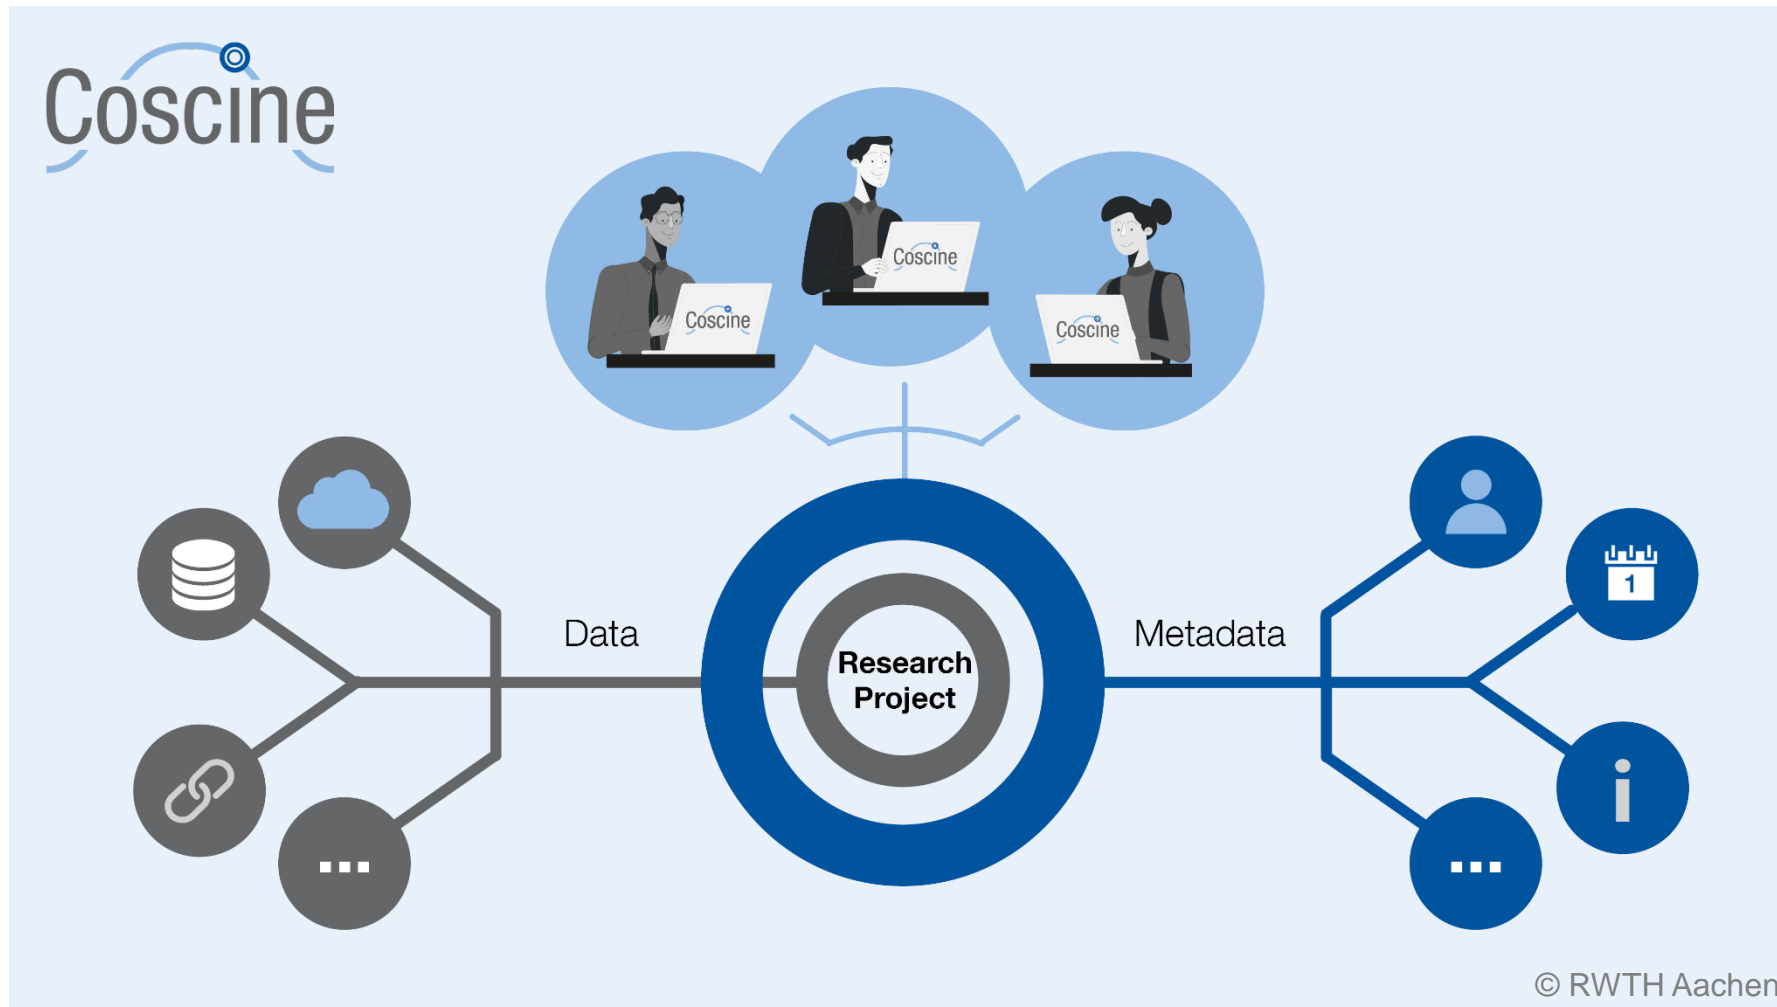 Coscine
Coscine
Coscine
Coscine
Data
Metadata
Research
Project
1
i
...
...
© RWTH Aachen